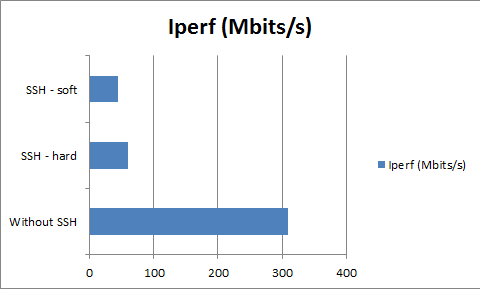 Iperf (Mbits/s)
SSH - soft
SSH - hard
Without SSH
Iperf (Mbits/s)
0 100 200 300 400